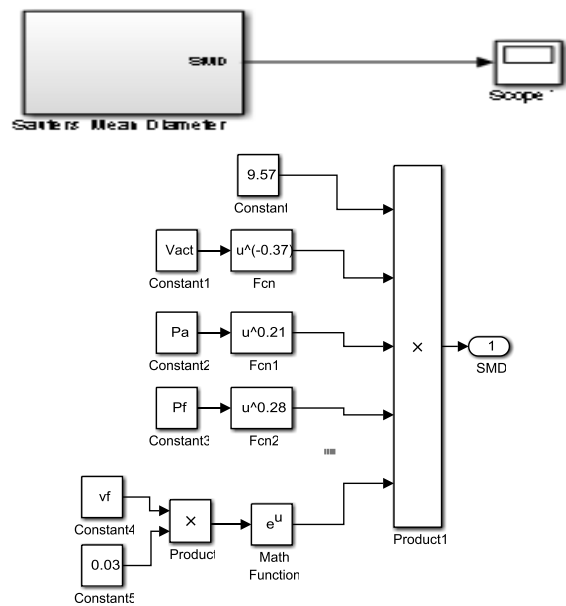 SMD
Scope 1
Sauters Mean Diameter
9.57
Constant
Vact
u^(-0.37)
Constant1
Fcn
Pa
u^0.21
×
1
Constant2
Fcn1
SMD
Pf
u^0.28
Constant3
Fcn2
vf
Constant4
×
e^u
Product
Math
Function
Product1
0.03
Constant5